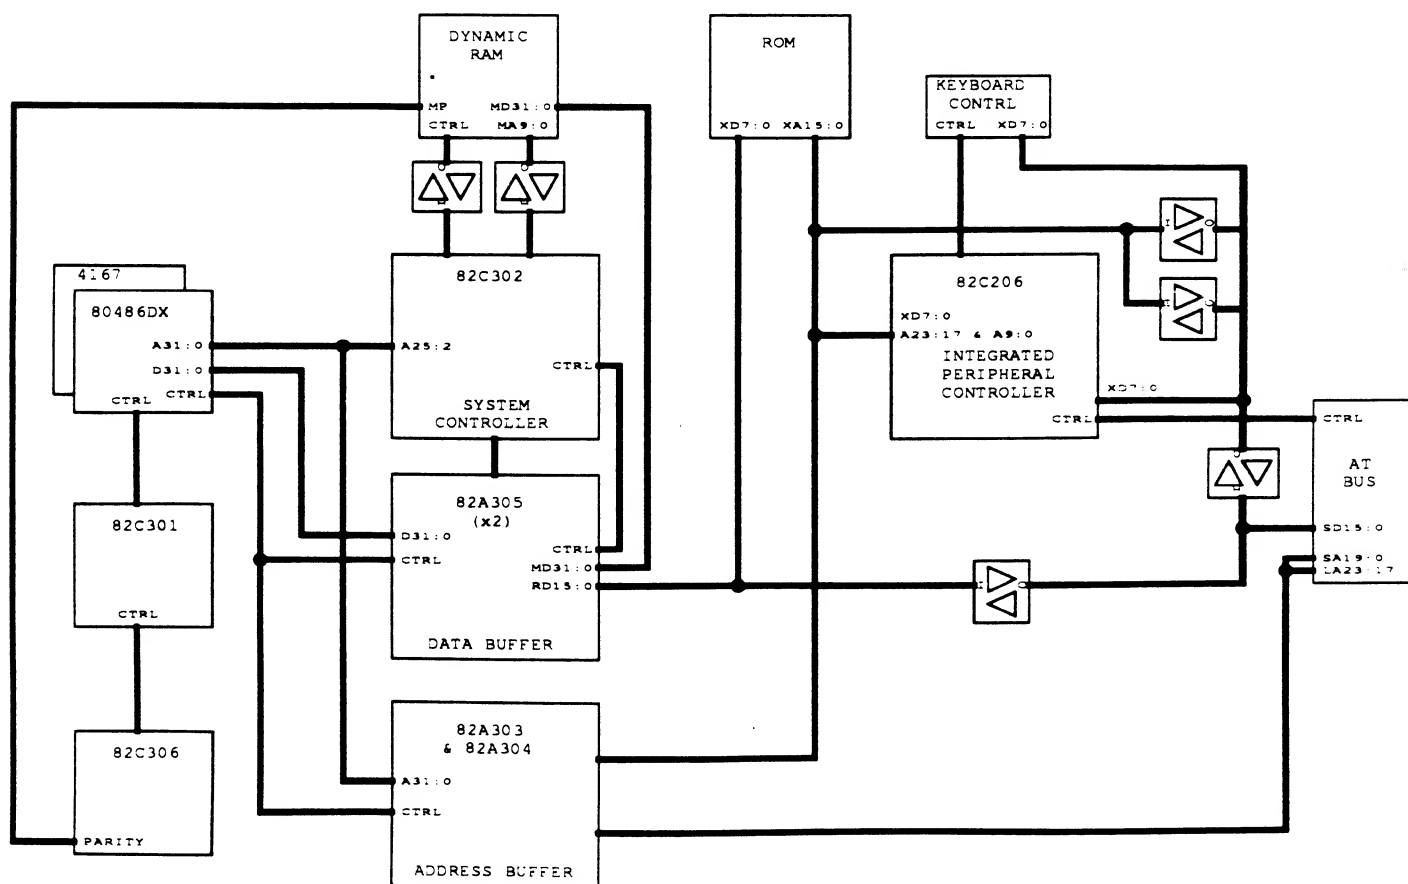 DYNAMIC
RAM
MP
MD31:0
CTRL
MA9:0
ROM
XD7:0
XA15:0
KEYBOARD
CONTRL
CTRL
XD7:0
4167
80486DX
A31:0
D31:0
CTRL
CTRL
82C302
A25:2
CTRL
SYSTEM
CONTROLLER
82C206
XD7:0
A23:17 & A9:0
INTEGRATED
PERIPHERAL
CONTROLLER
XD7:0
CTRL
CTRL
AT
BUS
SD15:0
SA19:0
LA23:17
82C301
CTRL
82A305
(x2)
D31:0
CTRL
CTRL
MD31:0
RD15:0
DATA BUFFER
82C306
PARITY
82A303
& 82A304
A31:0
CTRL
ADDRESS BUFFER